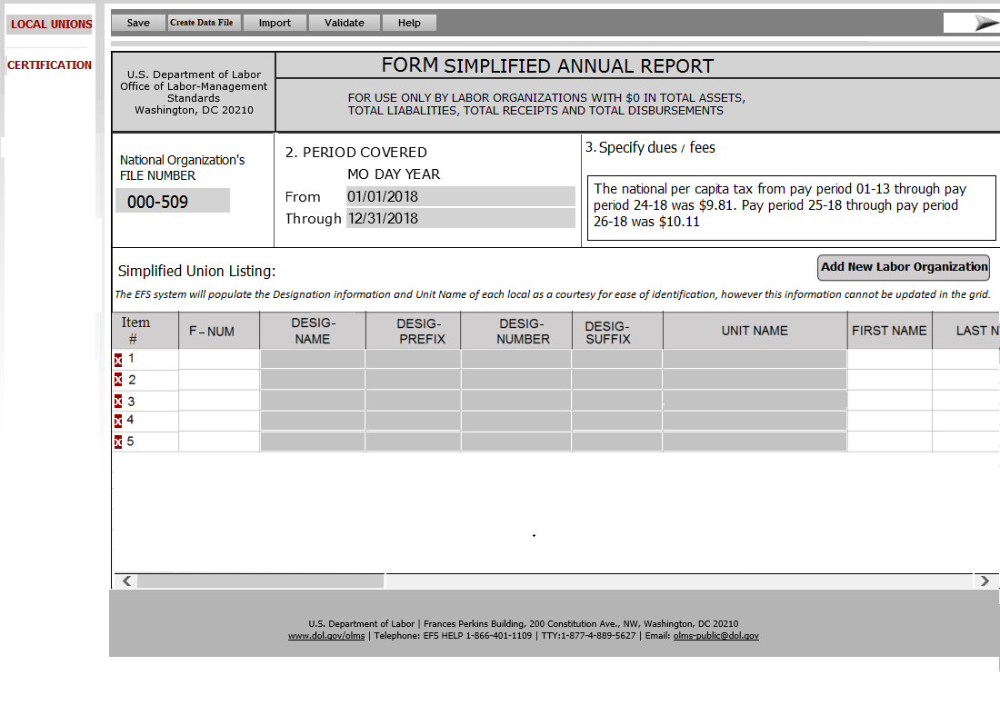 LOCAL UNIONS
CERTIFICATION
Save Create Data File Import Validate Help
U.S. Department of Labor
Office of Labor-Management
Standards
Washington, DC 20210
FORM SIMPLIFIED ANNUAL REPORT
FOR USE ONLY BY LABOR ORGANIZATIONS WITH $0 IN TOTAL ASSETS,
TOTAL LIABALITIES, TOTAL RECEIPTS AND TOTAL DISBURSEMENTS
National Organization's
FILE NUMBER
000-509
2. PERIOD COVERED
MO DAY YEAR
From 01/01/2018
Through 12/31/2018
3. Specify dues / fees
The national per capita tax from pay period 01-13 through pay
period 24-18 was $9.81. Pay period 25-18 through pay period
26-18 was $10.11
Simplified Union Listing:
Add New Labor Organization
The EFS system will populate the Designation information and Unit Name of each local as a courtesy for ease of identification, however this information cannot be updated in the grid.
Item # F-NUM DESIG-NAME DESIG-PREFIX DESIG-NUMBER DESIG-SUFFIX UNIT NAME FIRST NAME LAST N
x 1
x 2
x 3
x 4
x 5
U.S. Department of Labor | Frances Perkins Building, 200 Constitution Ave., NW, Washington, DC 20210
www.dol.gov/olms | Telephone: EFS HELP 1-866-401-1109 | TTY:1-877-4-889-5627 | Email: olms-public@dol.gov